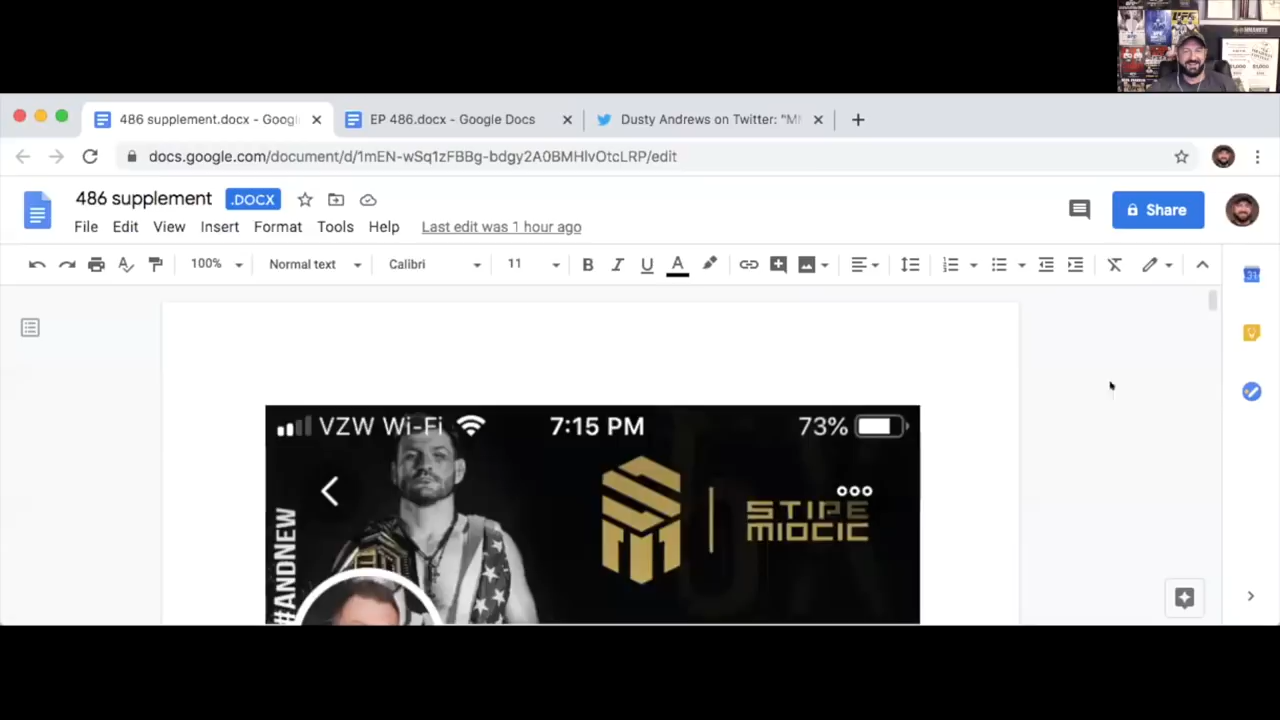 486 supplement.docx - Googl
EP 486.docx - Google Docs
Dusty Andrews on Twitter: "M
docs.google.com/document/d/1mEN-wSq1zFBBg-bdgy2A0BMHlvOtcLRP/edit
486 supplement .DOCX
Share
File Edit View Insert Format Tools Help Last edit was 1 hour ago
100% Normal text Calibri 11 B I U A
31
VZW Wi-Fi 7:15 PM 73%
STIPE
MIOCIC
#ANDNEW